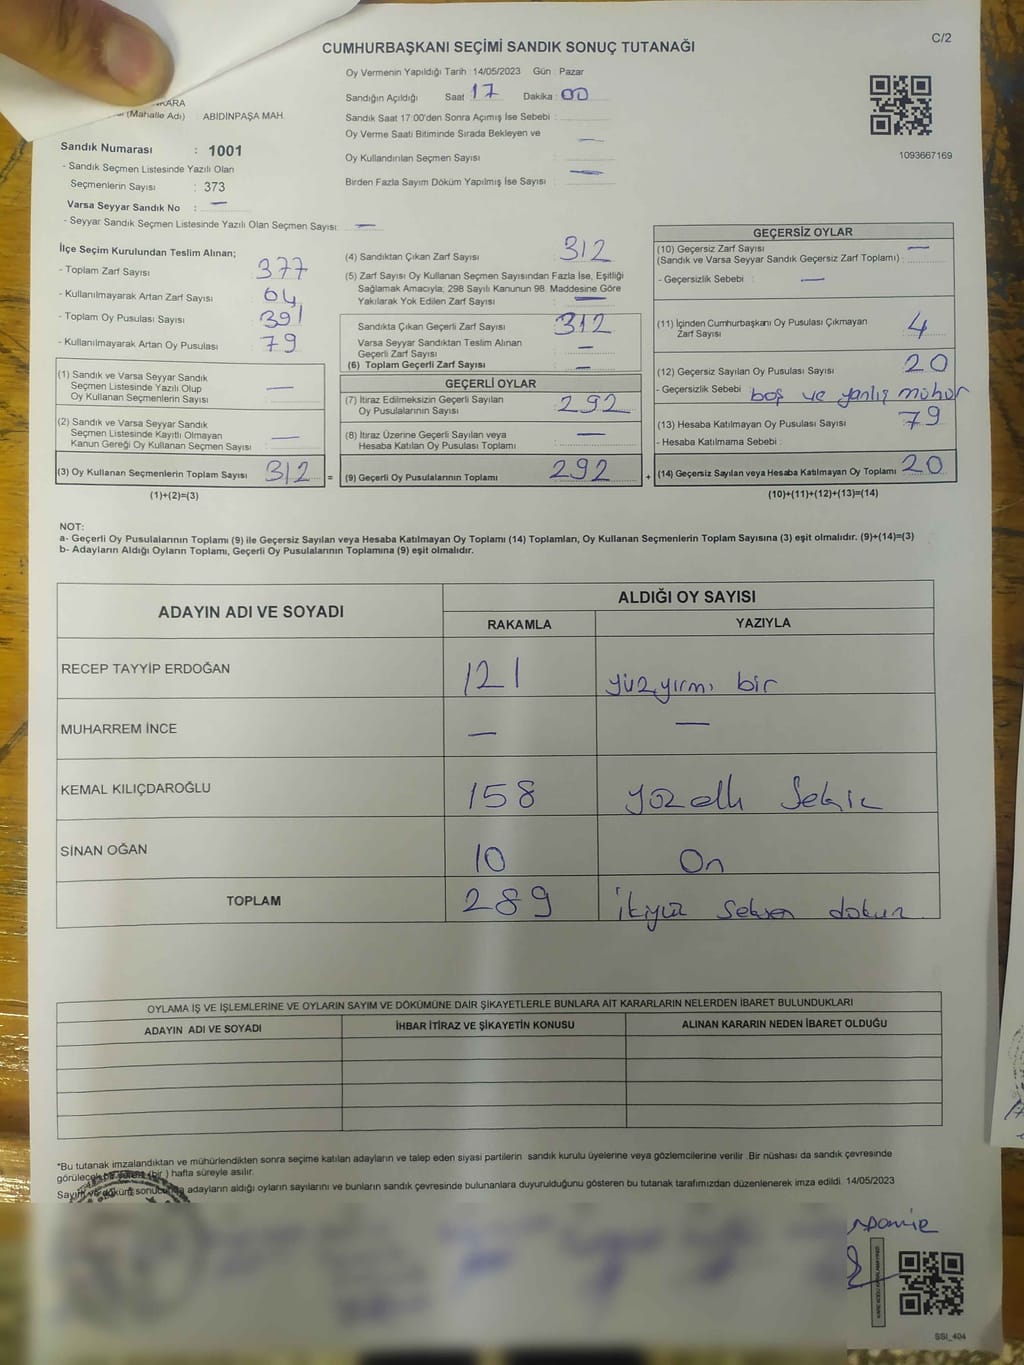 CUMHURBAŞKANI SEÇİMİ SANDIK SONUÇ TUTANAĞI
C/2
Oy Vermenin Yapıldığı Tarih : 14/05/2023 Gün : Pazar
Sandığın Açıldığı Saat 17 Dakika : 00
Sandık Saat 17:00'den Sonra Açımış İse Sebebi :
Oy Verme Saati Bitiminde Sırada Bekleyen ve
Oy Kullandırılan Seçmen Sayısı : —
Birden Fazla Sayım Döküm Yapılmış İse Sayısı : —
1093667169
KARA
(Mahalle Adı) : ABİDİNPAŞA MAH.
Sandık Numarası : 1001
- Sandık Seçmen Listesinde Yazılı Olan
Seçmenlerin Sayısı : 373
Varsa Seyyar Sandık No : —
- Seyyar Sandık Seçmen Listesinde Yazılı Olan Seçmen Sayısı: —
İlçe Seçim Kurulundan Teslim Alınan;
- Toplam Zarf Sayısı : 377
- Kullanılmayarak Artan Zarf Sayısı : 64
- Toplam Oy Pusulası Sayısı : 391
- Kullanılmayarak Artan Oy Pusulası : 79
(1) Sandık ve Varsa Seyyar Sandık
Seçmen Listesinde Yazılı Olup
Oy Kullanan Seçmenlerin Sayısı : —
(2) Sandık ve Varsa Seyyar Sandık
Seçmen Listesinde Kayıtlı Olmayan
Kanun Gereği Oy Kullanan Seçmen Sayısı : —
(3) Oy Kullanan Seçmenlerin Toplam Sayısı : 312 =
(1)+(2)=(3)
(4) Sandıktan Çıkan Zarf Sayısı : 312
(5) Zarf Sayısı Oy Kullanan Seçmen Sayısından Fazla İse, Eşitliği
Sağlamak Amacıyla; 298 Sayılı Kanunun 98. Maddesine Göre
Yakılarak Yok Edilen Zarf Sayısı : —
Sandıkta Çıkan Geçerli Zarf Sayısı : 312
Varsa Seyyar Sandıktan Teslim Alınan
Geçerli Zarf Sayısı : —
(6) Toplam Geçerli Zarf Sayısı : —
GEÇERLİ OYLAR
(7) İtiraz Edilmeksizin Geçerli Sayılan
Oy Pusulalarının Sayısı : 292
(8) İtiraz Üzerine Geçerli Sayılan veya
Hesaba Katılan Oy Pusulası Toplamı : —
(9) Geçerli Oy Pusulalarının Toplamı : 292 +
GEÇERSİZ OYLAR
(10) Geçersiz Zarf Sayısı —
(Sandık ve Varsa Seyyar Sandık Geçersiz Zarf Toplamı) :
- Geçersizlik Sebebi : —
(11) İçinden Cumhurbaşkanı Oy Pusulası Çıkmayan
Zarf Sayısı : 4
(12) Geçersiz Sayılan Oy Pusulası Sayısı : 20
- Geçersizlik Sebebi : boş ve yanlış mühür
(13) Hesaba Katılmayan Oy Pusulası Sayısı : 79
- Hesaba Katılmama Sebebi :
(14) Geçersiz Sayılan veya Hesaba Katılmayan Oy Toplamı : 20
(10)+(11)+(12)+(13)=(14)
NOT:
a- Geçerli Oy Pusulalarının Toplamı (9) ile Geçersiz Sayılan veya Hesaba Katılmayan Oy Toplamı (14) Toplamları, Oy Kullanan Seçmenlerin Toplam Sayısına (3) eşit olmalıdır. (9)+(14)=(3)
b- Adayların Aldığı Oyların Toplamı, Geçerli Oy Pusulalarının Toplamına (9) eşit olmalıdır.
ADAYIN ADI VE SOYADI
ALDIĞI OY SAYISI
RAKAMLA YAZIYLA
RECEP TAYYİP ERDOĞAN 121 yüzyirmi bir
MUHARREM İNCE — —
KEMAL KILIÇDAROĞLU 158 yüzelli Sekiz
SİNAN OĞAN 10 On
TOPLAM 289 ikiyüz seksen dokuz
OYLAMA İŞ VE İŞLEMLERİNE VE OYLARIN SAYIM VE DÖKÜMÜNE DAİR ŞİKAYETLERLE BUNLARA AİT KARARLARIN NELERDEN İBARET BULUNDUKLARI
ADAYIN ADI VE SOYADI İHBAR İTİRAZ VE ŞİKAYETİN KONUSU ALINAN KARARIN NEDEN İBARET OLDUĞU
*Bu tutanak imzalandıktan ve mühürlendikten sonra seçime katılan adayların ve talep eden siyasi partilerin sandık kurulu üyelerine veya gözlemcilerine verilir. Bir nüshası da sandık çevresinde
görülecek bir yere (bir ) hafta süreyle asılır.
Sayım ve döküm sonucunda adayların aldığı oyların sayılarını ve bunların sandık çevresinde bulunanlara duyurulduğunu gösteren bu tutanak tarafımızdan düzenlenerek imza edildi. 14/05/2023
SSI_404